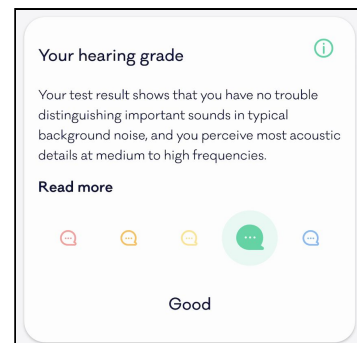 Your hearing grade
Your test result shows that you have no trouble
distinguishing important sounds in typical
background noise, and you perceive most acoustic
details at medium to high frequencies.
Read more
Good